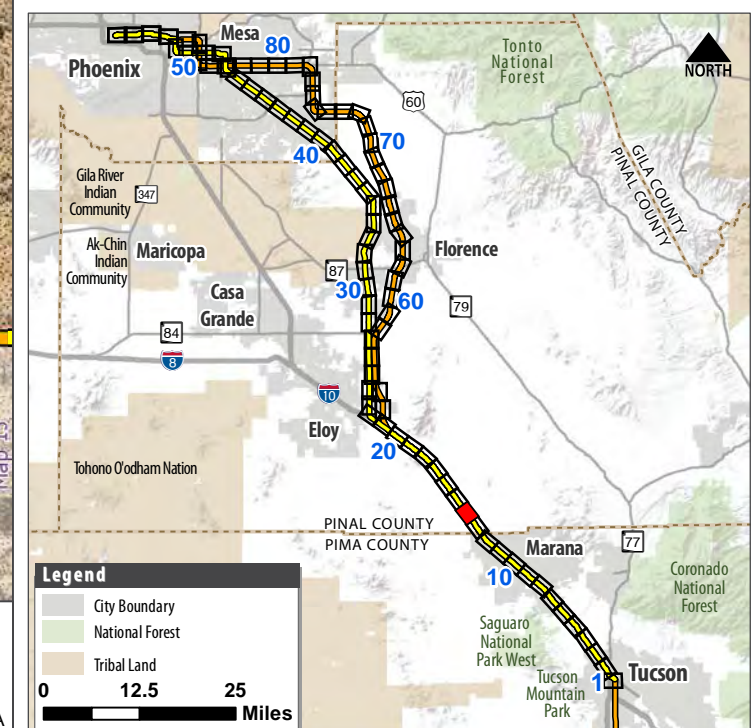 Mesa
80
Tonto
National
Forest
NORTH
Phoenix
50
60
70
40
GILA COUNTY
PINAL COUNTY
Gila River
Indian
Community
347
Ak-Chin
Indian
Community
Maricopa
Florence
87
30
60
Casa
Grande
79
84
8
10
Eloy
20
Tohono O'odham Nation
PINAL COUNTY
PIMA COUNTY
Marana
77
10
Coronado
National
Forest
Saguaro
National
Park West
Tucson
Mountain
Park
1
Tucson
Legend
City Boundary
National Forest
Tribal Land
0 12.5 25
Miles
A